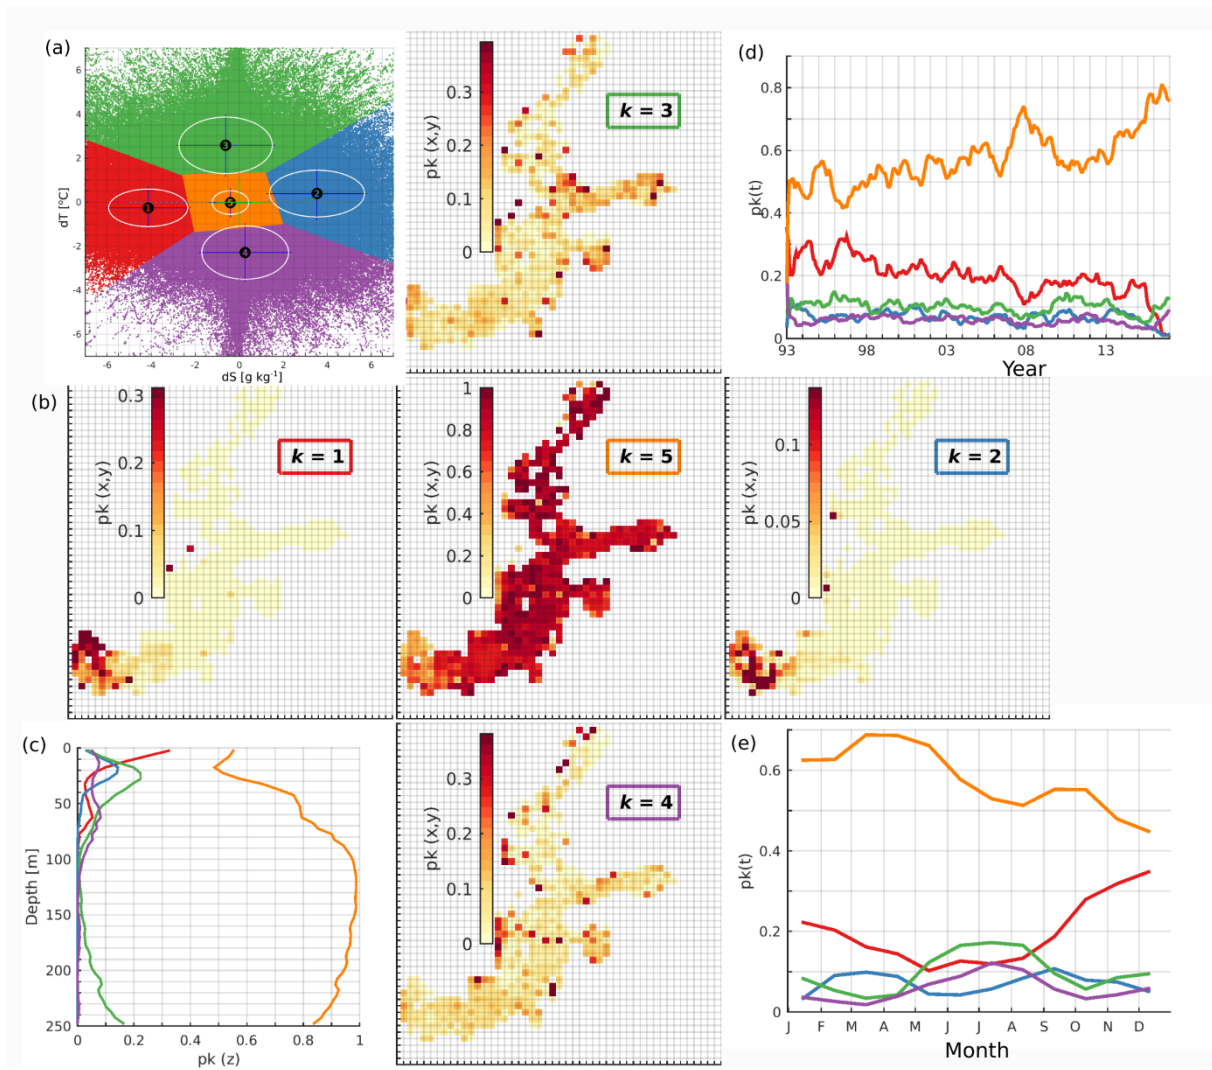 (a)
6
4
2
0
-2
-4
-6
dT [°C]
3
2
1
5
4
-6
-4
-2
0
2
4
6
dS [g kg⁻¹]
0.3
0.2
0.1
0
pk (x,y)
k = 3
(d)
0.8
0.6
0.4
0.2
0
pk(t)
93
98
03
08
13
Year
(b)
0.3
0.2
0.1
0
pk (x,y)
k = 1
1
0.8
0.6
0.4
0.2
0
pk (x,y)
k = 5
0.1
0.05
0
pk (x,y)
k = 2
(c)
0
50
100
150
200
250
Depth [m]
0
0.2
0.4
0.6
0.8
1
pk (z)
0.3
0.2
0.1
0
pk (x,y)
k = 4
(e)
0.6
0.4
0.2
0
pk(t)
J F M A M J J A S O N D
Month